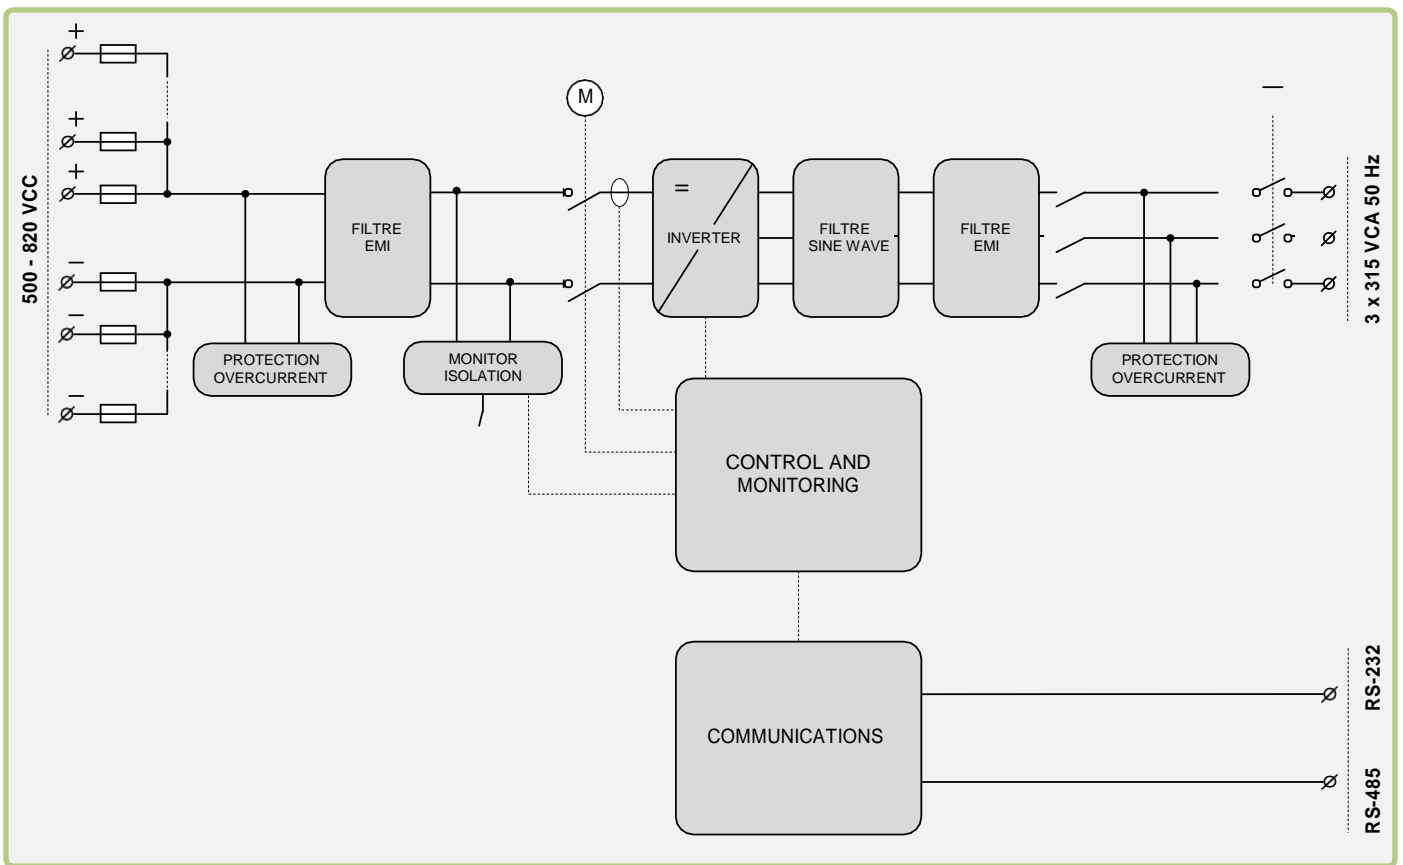 +
+
+
−
−
−
500 - 820 VCC
M
FILTRE
EMI
=
INVERTER
FILTRE
SINE WAVE
FILTRE
EMI
3 x 315 VCA 50 Hz
PROTECTION
OVERCURRENT
MONITOR
ISOLATION
PROTECTION
OVERCURRENT
CONTROL AND
MONITORING
COMMUNICATIONS
RS-232
RS-485